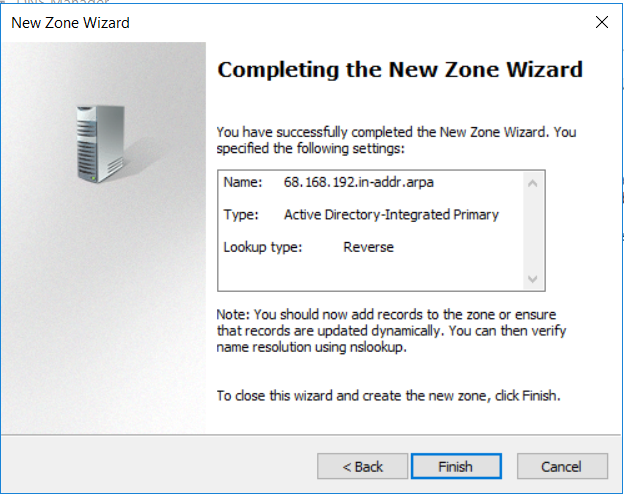 DNS Manager
New Zone Wizard
Completing the New Zone Wizard
You have successfully completed the New Zone Wizard. You
specified the following settings:
Name: 68.168.192.in-addr.arpa
Type: Active Directory-Integrated Primary
Lookup type: Reverse
Note: You should now add records to the zone or ensure
that records are updated dynamically. You can then verify
name resolution using nslookup.
To close this wizard and create the new zone, click Finish.
< Back
Finish
Cancel